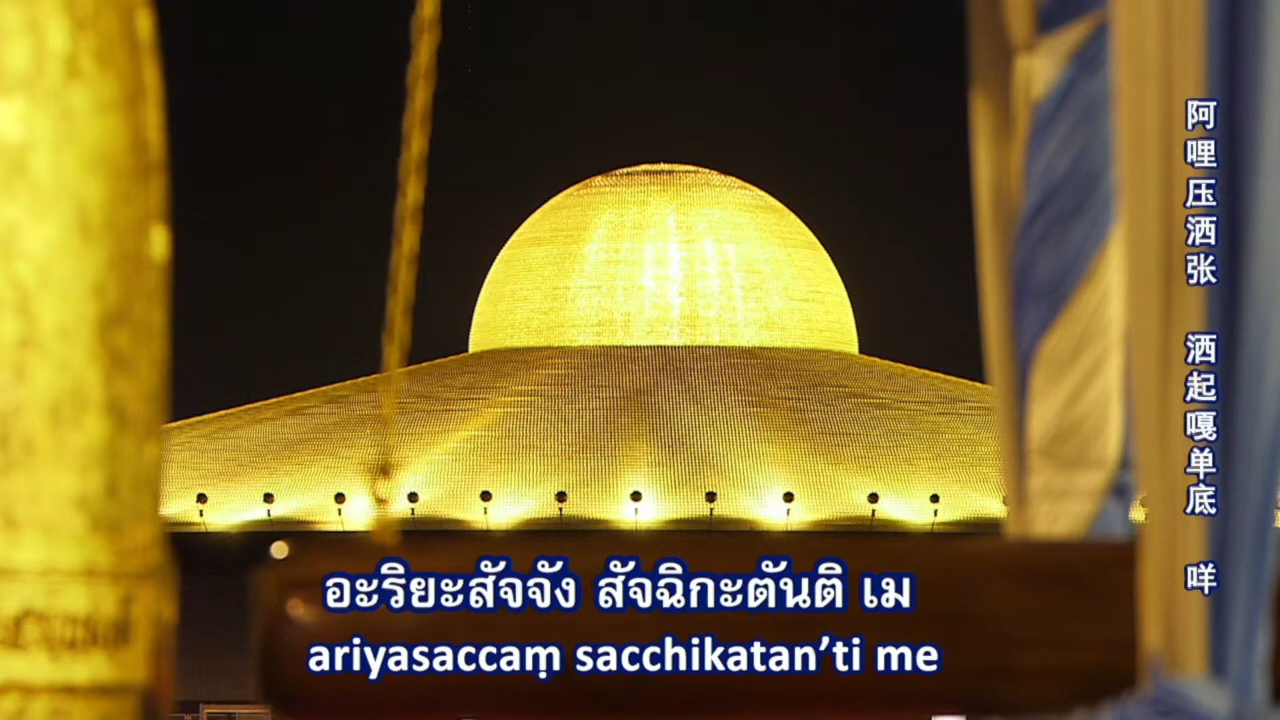 อะริยะสัจจัง สัจฉิกะตันติ เม
ariyasaccaṃ sacchikatan’ti me
阿哩压洒张 洒起嘎单底 咩